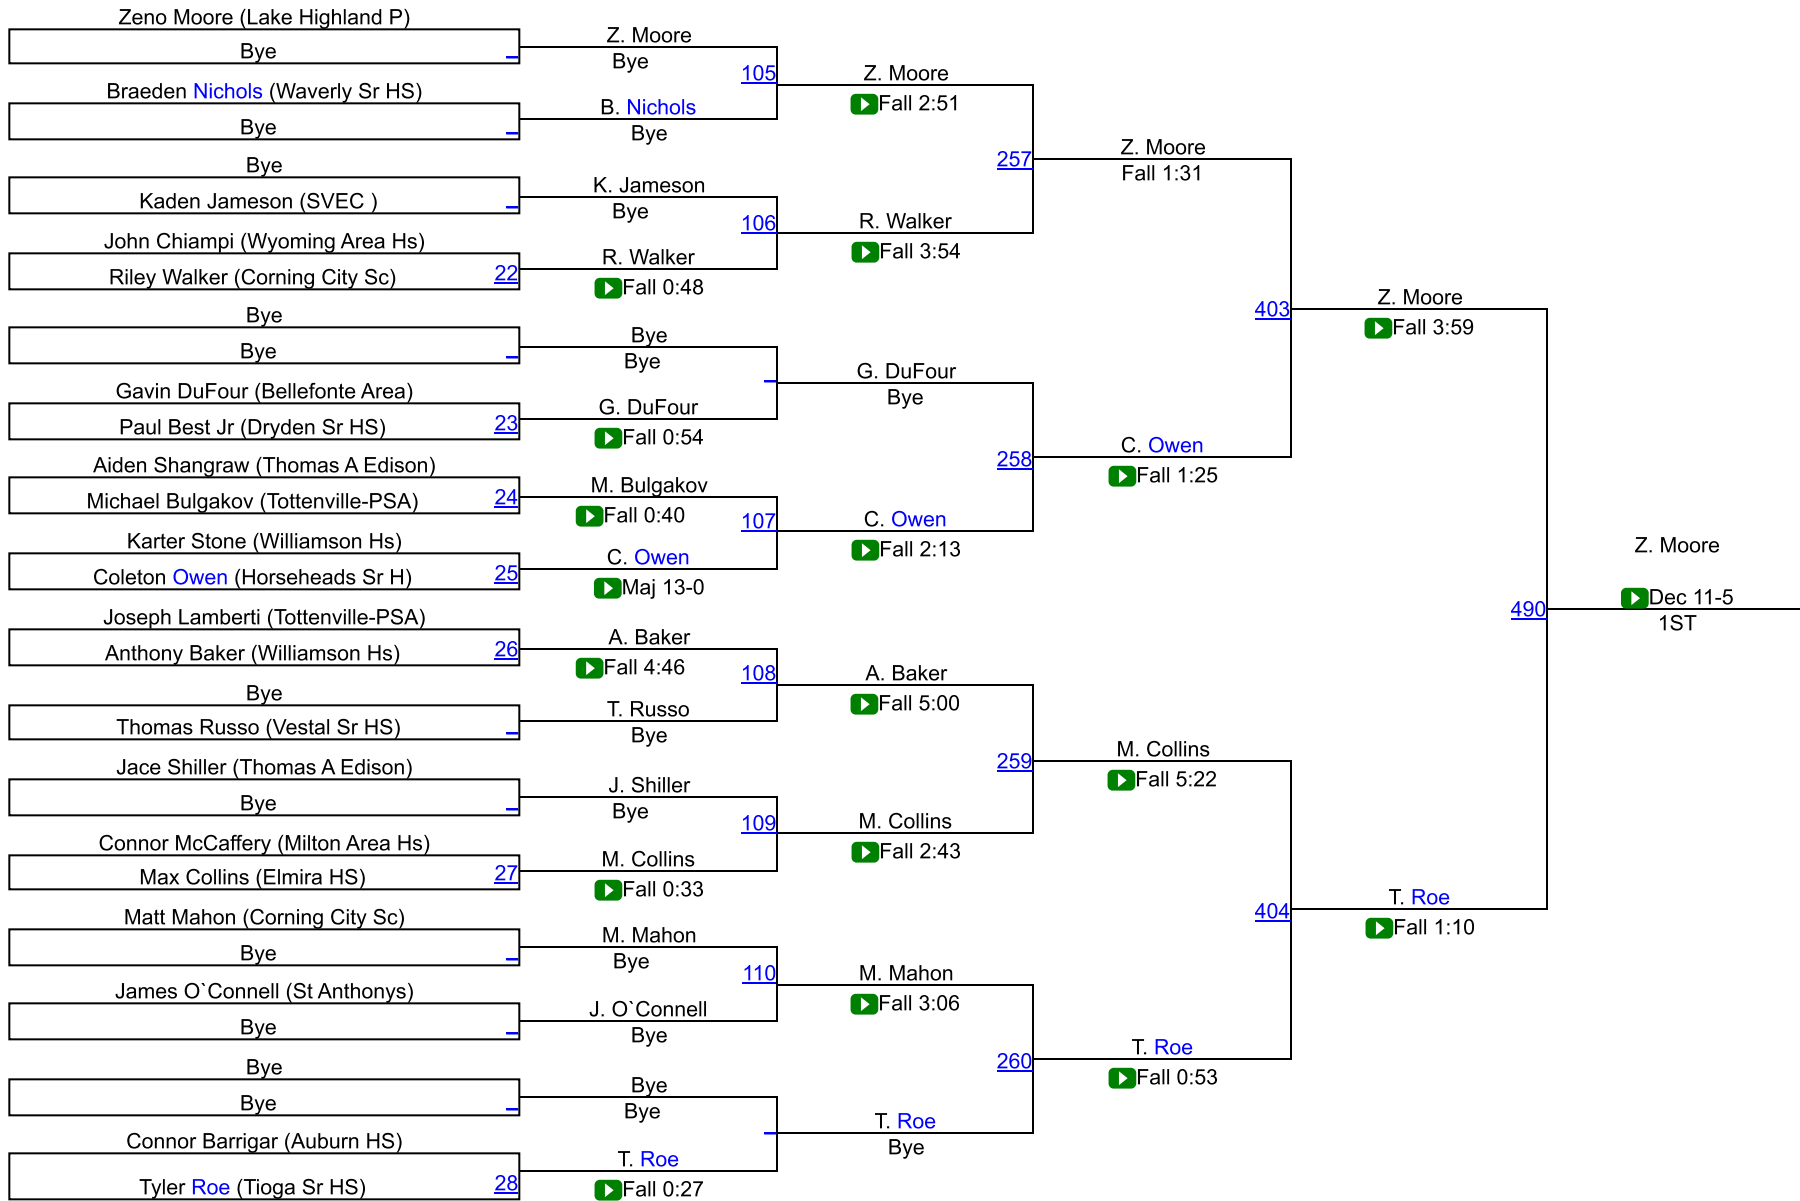 Zeno Moore (Lake Highland P)
Bye
Braeden Nichols (Waverly Sr HS)
Bye
Bye
Kaden Jameson (SVEC )
John Chiampi (Wyoming Area Hs)
Riley Walker (Corning City Sc)
22
Bye
Bye
Gavin DuFour (Bellefonte Area)
Paul Best Jr (Dryden Sr HS)
23
Aiden Shangraw (Thomas A Edison)
Michael Bulgakov (Tottenville-PSA)
24
Karter Stone (Williamson Hs)
Coleton Owen (Horseheads Sr H)
25
Joseph Lamberti (Tottenville-PSA)
Anthony Baker (Williamson Hs)
26
Bye
Thomas Russo (Vestal Sr HS)
Jace Shiller (Thomas A Edison)
Bye
Connor McCaffery (Milton Area Hs)
Max Collins (Elmira HS)
27
Matt Mahon (Corning City Sc)
Bye
James O`Connell (St Anthonys)
Bye
Bye
Bye
Connor Barrigar (Auburn HS)
Tyler Roe (Tioga Sr HS)
28
Z. Moore
Bye
105
B. Nichols
Bye
K. Jameson
Bye
106
R. Walker
Fall 0:48
Bye
Bye
G. DuFour
Fall 0:54
M. Bulgakov
Fall 0:40
107
C. Owen
Maj 13-0
A. Baker
Fall 4:46
108
T. Russo
Bye
J. Shiller
Bye
109
M. Collins
Fall 0:33
M. Mahon
Bye
110
J. O`Connell
Bye
Bye
Bye
T. Roe
Fall 0:27
Z. Moore
Fall 2:51
257
R. Walker
Fall 3:54
G. DuFour
Bye
258
C. Owen
Fall 2:13
A. Baker
Fall 5:00
259
M. Collins
Fall 2:43
M. Mahon
Fall 3:06
260
T. Roe
Bye
Z. Moore
Fall 1:31
403
C. Owen
Fall 1:25
M. Collins
Fall 5:22
404
T. Roe
Fall 0:53
Z. Moore
Fall 3:59
490
T. Roe
Fall 1:10
Z. Moore
Dec 11-5
1ST